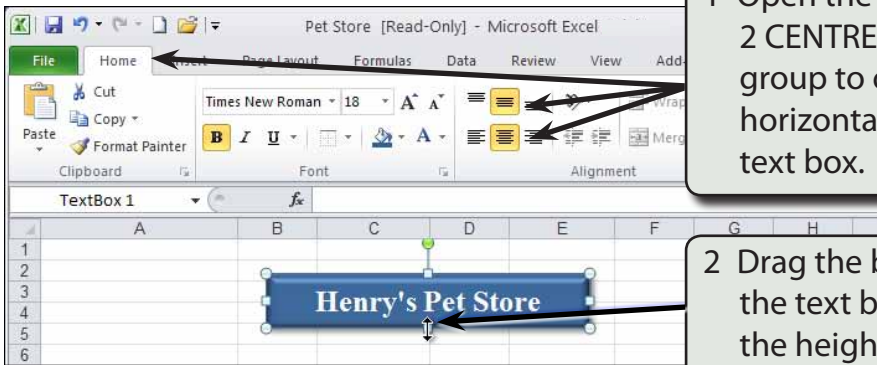 Pet Store [Read-Only] - Microsoft Excel
File Home Insert Page Layout Formulas Data Review View Add-
Cut
Copy
Format Painter
Paste
Clipboard
Times New Roman 18 A A
B I U A
Font
Wrap
Merg
Alignment
TextBox 1 fx
A B C D E F G H
1
2
3
4
5
6
Henry's Pet Store
1 Open the
2 CENTRE
group to
horizonta
text box.
2 Drag the b
the text b
the heigh